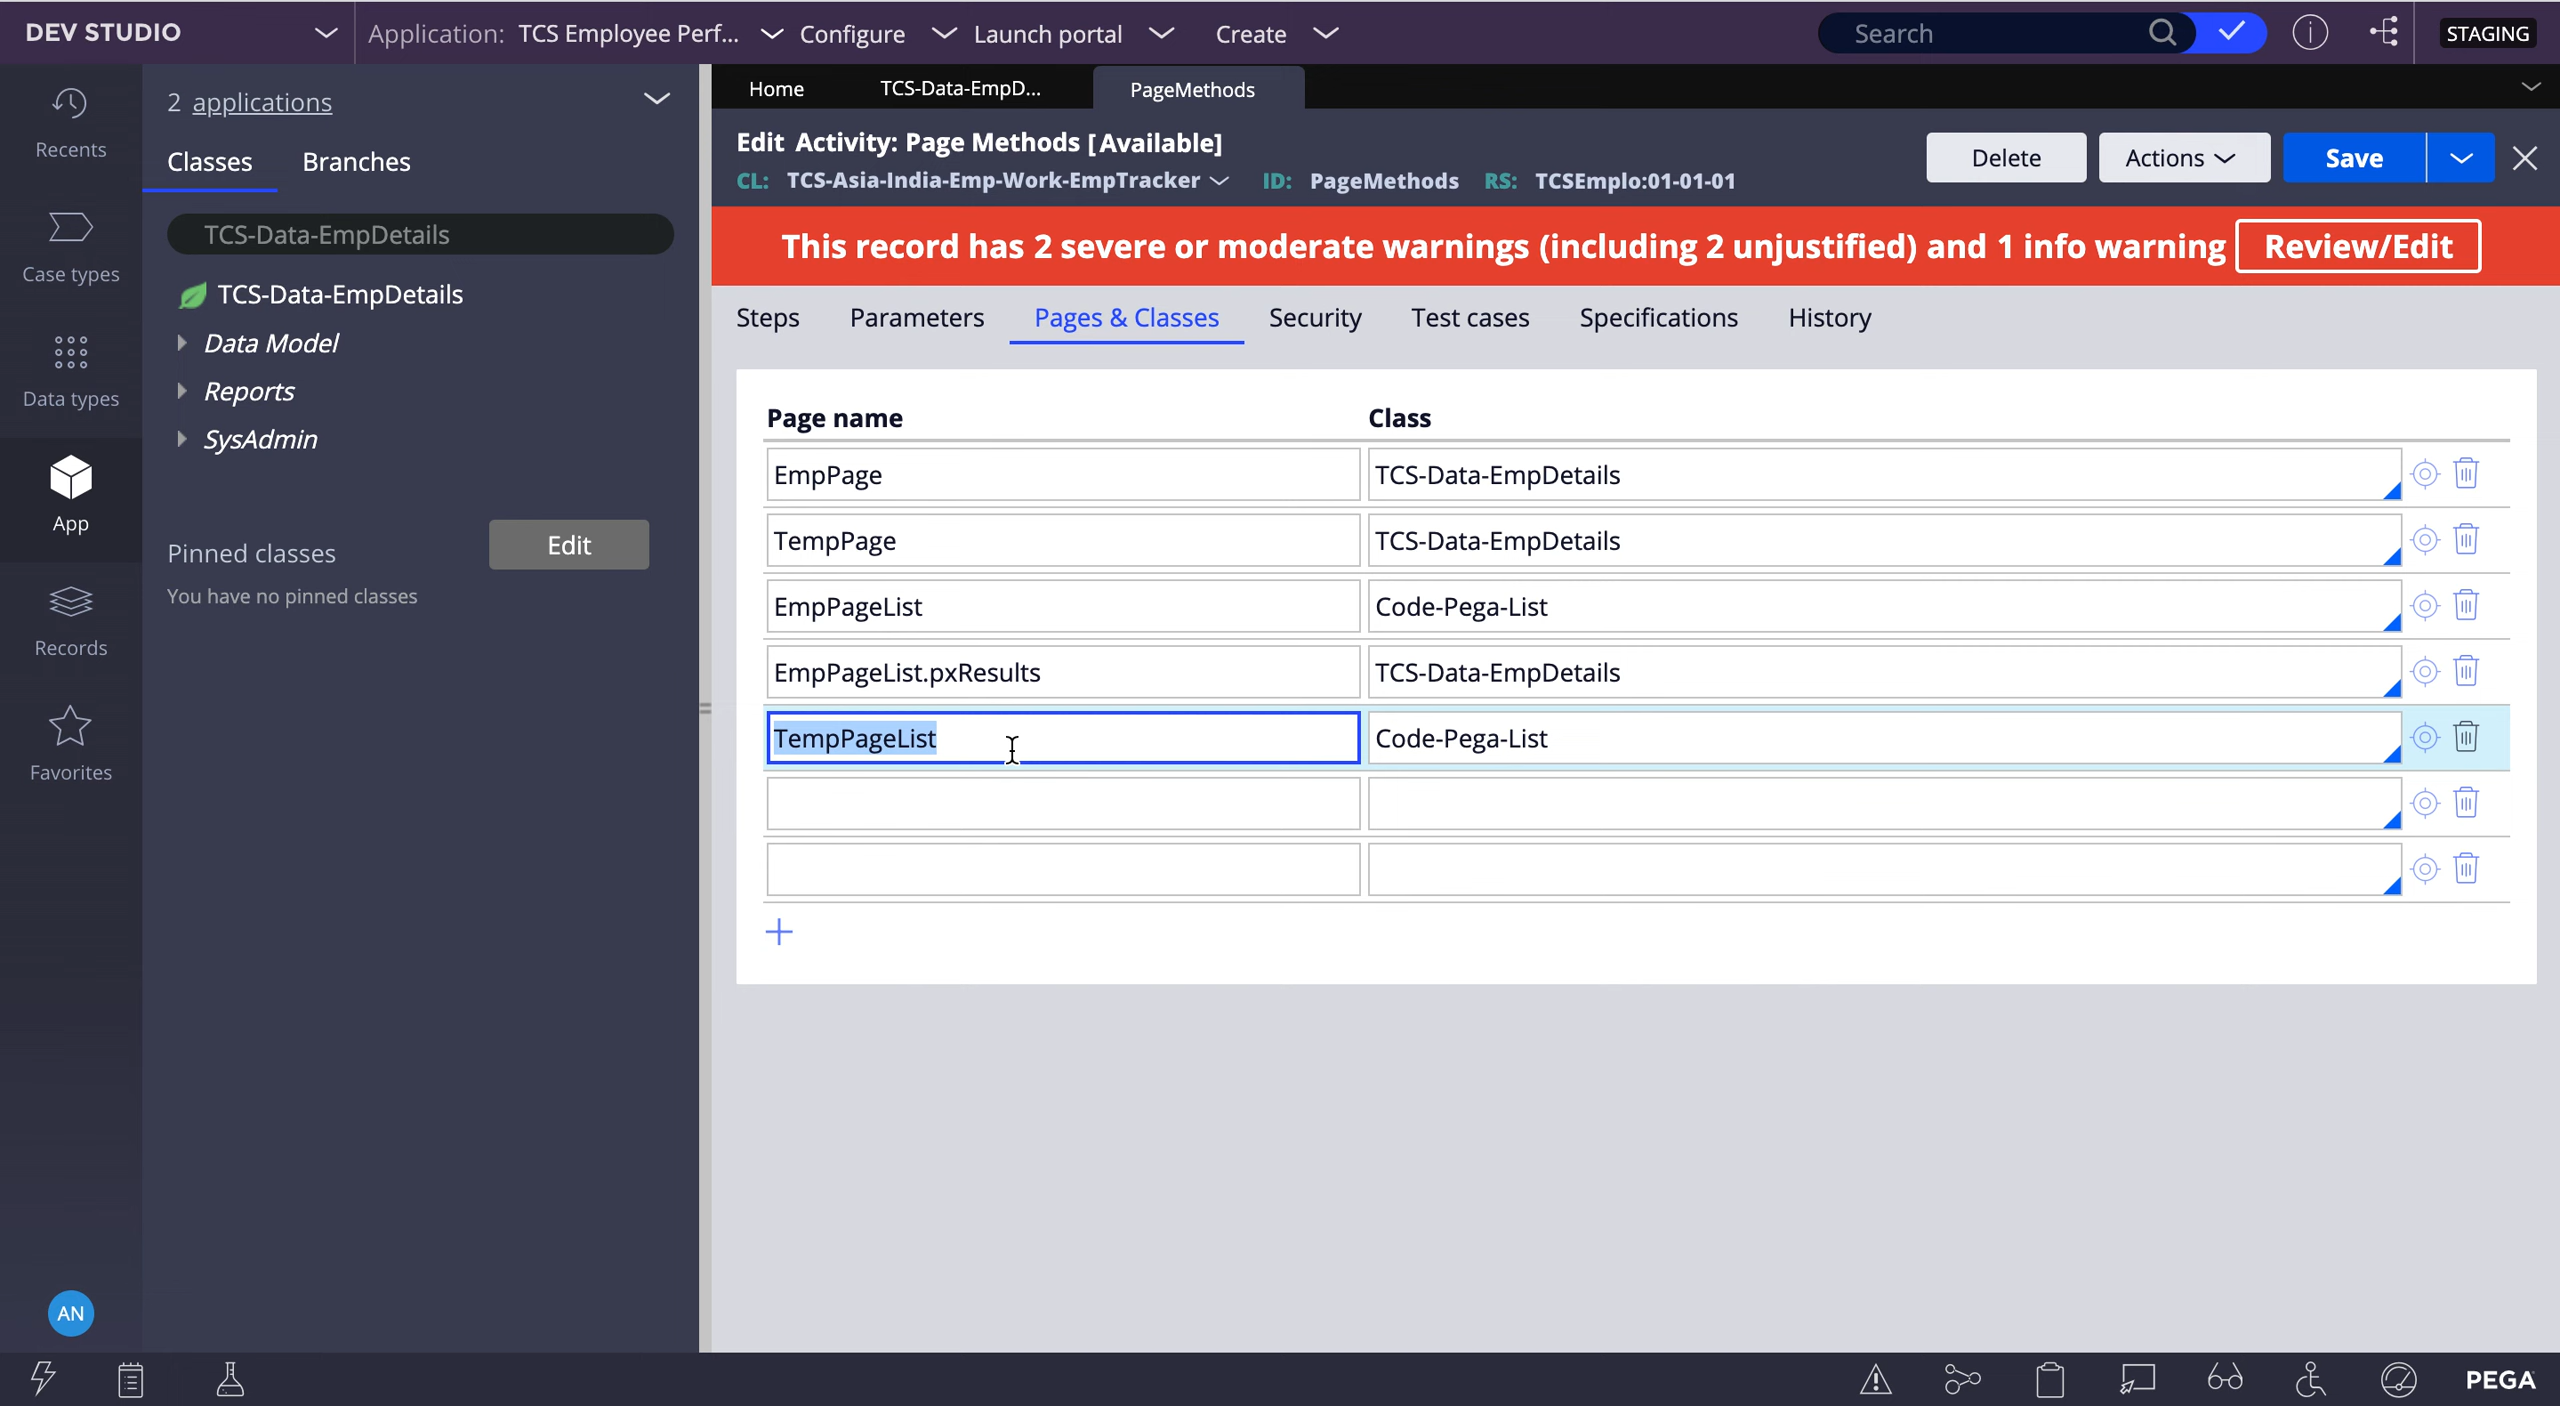 DEV STUDIO
Application: TCS Employee Perf...
Configure
Launch portal
Create
Search
STAGING
Recents
Case types
Data types
App
Records
Favorites
AN
2 applications
Classes
Branches
TCS-Data-EmpDetails
TCS-Data-EmpDetails
Data Model
Reports
SysAdmin
Pinned classes
Edit
You have no pinned classes
Home
TCS-Data-EmpD...
PageMethods
Edit Activity: Page Methods [Available]
CL: TCS-Asia-India-Emp-Work-EmpTracker ID: PageMethods RS: TCSEmplo:01-01-01
Delete
Actions
Save
This record has 2 severe or moderate warnings (including 2 unjustified) and 1 info warning
Review/Edit
Steps
Parameters
Pages & Classes
Security
Test cases
Specifications
History
Page name Class
EmpPage TCS-Data-EmpDetails
TempPage TCS-Data-EmpDetails
EmpPageList Code-Pega-List
EmpPageList.pxResults TCS-Data-EmpDetails
TempPageList Code-Pega-List
PEGA